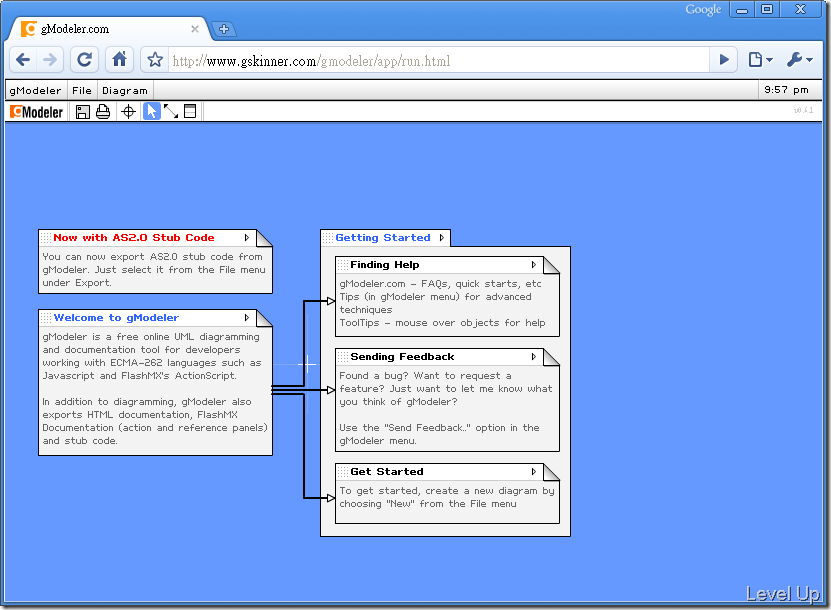 Google
gModeler.com
http://www.gskinner.com/gmodeler/app/run.html
gModeler File Diagram 9:57 pm
gModeler v0.4.1
Now with AS2.0 Stub Code
You can now export AS2.0 stub code from
gModeler. Just select it from the File menu
under Export.
Welcome to gModeler
gModeler is a free online UML diagramming
and documentation tool for developers
working with ECMA-262 languages such as
Javascript and FlashMX's ActionScript.
In addition to diagramming, gModeler also
exports HTML documentation, FlashMX
Documentation (action and reference panels)
and stub code.
Getting Started
Finding Help
gModeler.com - FAQs, quick starts, etc
Tips (in gModeler menu) for advanced
techniques
ToolTips - mouse over objects for help
Sending Feedback
Found a bug? Want to request a
feature? Just want to let me know what
you think of gModeler?
Use the "Send Feedback.." option in the
gModeler menu.
Get Started
To get started, create a new diagram by
choosing "New" from the File menu
Level Up